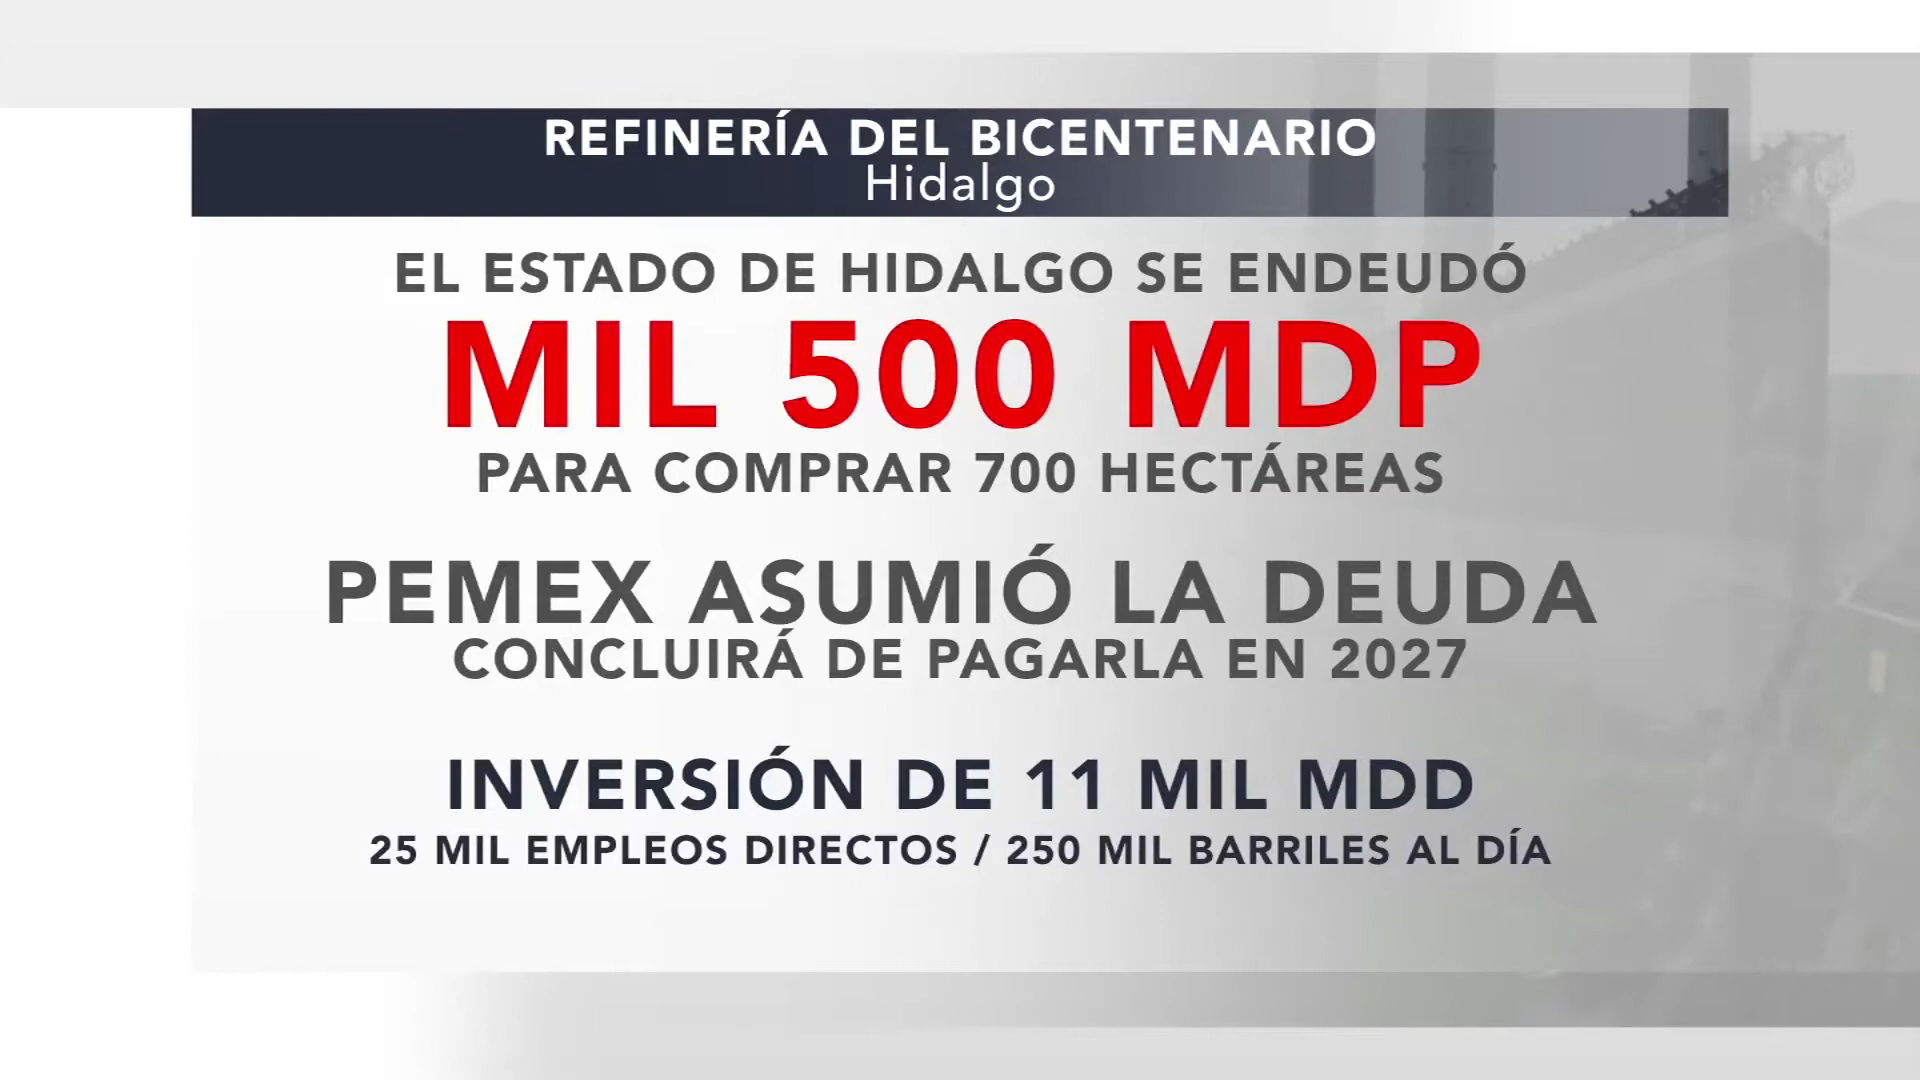 REFINERÍA DEL BICENTENARIO
Hidalgo
EL ESTADO DE HIDALGO SE ENDEUDÓ
MIL 500 MDP
PARA COMPRAR 700 HECTÁREAS
PEMEX ASUMIÓ LA DEUDA
CONCLUIRÁ DE PAGARLA EN 2027
INVERSIÓN DE 11 MIL MDD
25 MIL EMPLEOS DIRECTOS / 250 MIL BARRILES AL DÍA